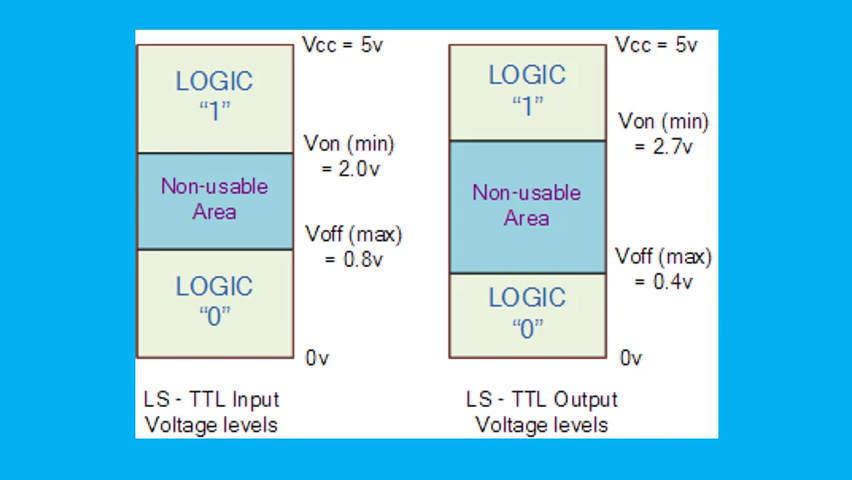 Vcc = 5v
LOGIC
“1”
Von (min)
= 2.0v
Non-usable
Area
Voff (max)
= 0.8v
LOGIC
“0”
0v
LS - TTL Input
Voltage levels
Vcc = 5v
LOGIC
“1”
Von (min)
= 2.7v
Non-usable
Area
Voff (max)
= 0.4v
LOGIC
“0”
0v
LS - TTL Output
Voltage levels